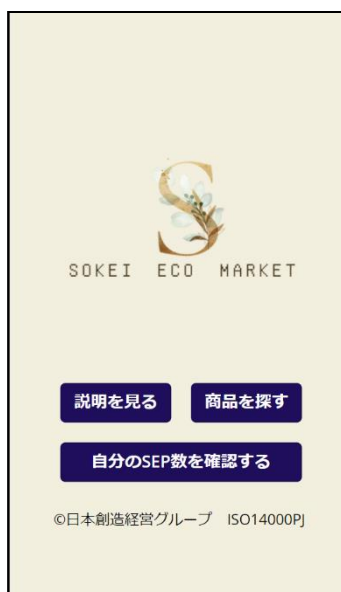 S
SOKEI ECO MARKET
説明を見る 商品を探す
自分のSEP数を確認する
©日本創造経営グループ ISO14000PJ